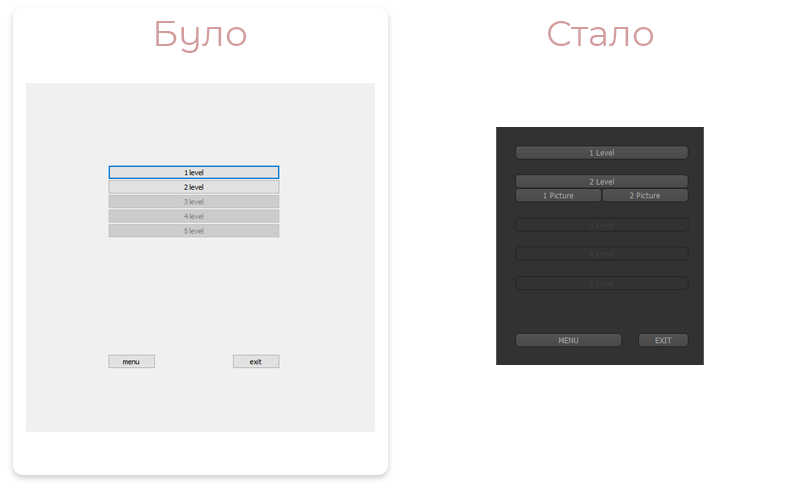 Було
1 level
2 level
3 level
4 level
5 level
menu
exit
Стало
1 Level
2 Level
1 Picture
2 Picture
3 Level
4 Level
5 Level
MENU
EXIT